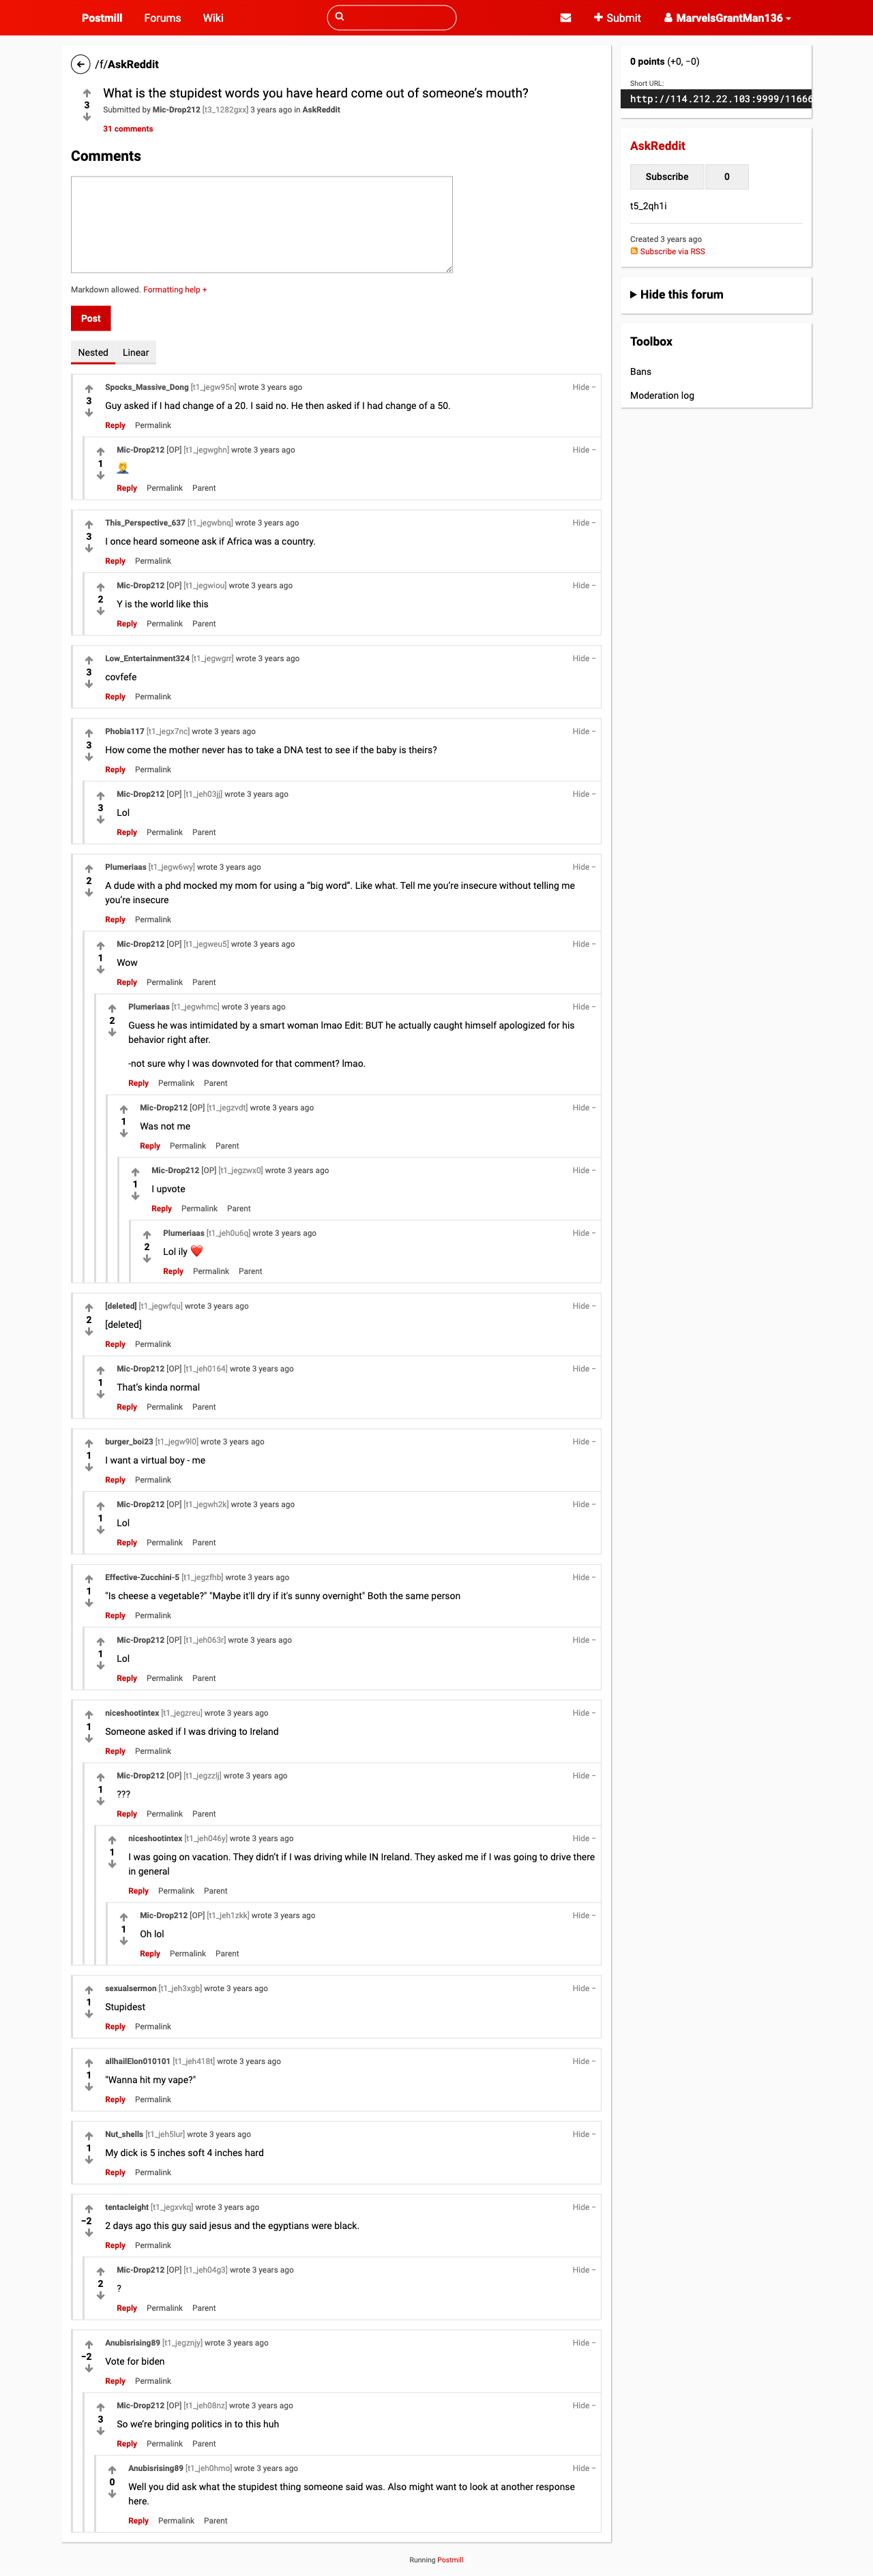 Postmill Forums Wiki Submit MarvelsGrantMan136
/f/AskReddit
3
What is the stupidest words you have heard come out of someone’s mouth?
Submitted by Mic-Drop212 [t3_1282gxx] 3 years ago in AskReddit
31 comments
Comments
Markdown allowed. Formatting help +
Post
Nested Linear
Spocks_Massive_Dong [t1_jegw95n] wrote 3 years ago Hide −
3
Guy asked if I had change of a 20. I said no. He then asked if I had change of a 50.
Reply Permalink
Mic-Drop212 [OP] [t1_jegwghn] wrote 3 years ago Hide −
1
Reply Permalink Parent
This_Perspective_637 [t1_jegwbnq] wrote 3 years ago Hide −
3
I once heard someone ask if Africa was a country.
Reply Permalink
Mic-Drop212 [OP] [t1_jegwiou] wrote 3 years ago Hide −
2
Y is the world like this
Reply Permalink Parent
Low_Entertainment324 [t1_jegwgrr] wrote 3 years ago Hide −
3
covfefe
Reply Permalink
Phobia117 [t1_jegx7nc] wrote 3 years ago Hide −
3
How come the mother never has to take a DNA test to see if the baby is theirs?
Reply Permalink
Mic-Drop212 [OP] [t1_jeh03jj] wrote 3 years ago Hide −
3
Lol
Reply Permalink Parent
Plumeriaas [t1_jegw6wy] wrote 3 years ago Hide −
2
A dude with a phd mocked my mom for using a “big word”. Like what. Tell me you’re insecure without telling me
you’re insecure
Reply Permalink
Mic-Drop212 [OP] [t1_jegweu5] wrote 3 years ago Hide −
1
Wow
Reply Permalink Parent
Plumeriaas [t1_jegwhmc] wrote 3 years ago Hide −
2
Guess he was intimidated by a smart woman lmao Edit: BUT he actually caught himself apologized for his
behavior right after.
-not sure why I was downvoted for that comment? lmao.
Reply Permalink Parent
Mic-Drop212 [OP] [t1_jegzvdt] wrote 3 years ago Hide −
1
Was not me
Reply Permalink Parent
Mic-Drop212 [OP] [t1_jegzwx0] wrote 3 years ago Hide −
1
I upvote
Reply Permalink Parent
Plumeriaas [t1_jeh0u6q] wrote 3 years ago Hide −
2
Lol ily ❤️
Reply Permalink Parent
[deleted] [t1_jegwfqu] wrote 3 years ago Hide −
2
[deleted]
Reply Permalink
Mic-Drop212 [OP] [t1_jeh0164] wrote 3 years ago Hide −
1
That’s kinda normal
Reply Permalink Parent
burger_boi23 [t1_jegw9l0] wrote 3 years ago Hide −
1
I want a virtual boy - me
Reply Permalink
Mic-Drop212 [OP] [t1_jegwh2k] wrote 3 years ago Hide −
1
Lol
Reply Permalink Parent
Effective-Zucchini-5 [t1_jegzfhb] wrote 3 years ago Hide −
1
"Is cheese a vegetable?" "Maybe it'll dry if it's sunny overnight" Both the same person
Reply Permalink
Mic-Drop212 [OP] [t1_jeh063r] wrote 3 years ago Hide −
1
Lol
Reply Permalink Parent
niceshootintex [t1_jegzreu] wrote 3 years ago Hide −
1
Someone asked if I was driving to Ireland
Reply Permalink
Mic-Drop212 [OP] [t1_jegzzlj] wrote 3 years ago Hide −
1
???
Reply Permalink Parent
niceshootintex [t1_jeh046y] wrote 3 years ago Hide −
1
I was going on vacation. They didn’t if I was driving while IN Ireland. They asked me if I was going to drive there
in general
Reply Permalink Parent
Mic-Drop212 [OP] [t1_jeh1zkk] wrote 3 years ago Hide −
1
Oh lol
Reply Permalink Parent
sexualsermon [t1_jeh3xgb] wrote 3 years ago Hide −
1
Stupidest
Reply Permalink
allhailElon010101 [t1_jeh418t] wrote 3 years ago Hide −
1
"Wanna hit my vape?"
Reply Permalink
Nut_shells [t1_jeh5lur] wrote 3 years ago Hide −
1
My dick is 5 inches soft 4 inches hard
Reply Permalink
tentacleight [t1_jegxvkq] wrote 3 years ago Hide −
−2
2 days ago this guy said jesus and the egyptians were black.
Reply Permalink
Mic-Drop212 [OP] [t1_jeh04g3] wrote 3 years ago Hide −
2
?
Reply Permalink Parent
Anubisrising89 [t1_jegznjy] wrote 3 years ago Hide −
−2
Vote for biden
Reply Permalink
Mic-Drop212 [OP] [t1_jeh08nz] wrote 3 years ago Hide −
3
So we’re bringing politics in to this huh
Reply Permalink Parent
Anubisrising89 [t1_jeh0hmo] wrote 3 years ago Hide −
0
Well you did ask what the stupidest thing someone said was. Also might want to look at another response
here.
Reply Permalink Parent
0 points (+0, −0)
Short URL:
http://114.212.22.103:9999/11666
AskReddit
Subscribe 0
t5_2qh1i
Created 3 years ago
Subscribe via RSS
Hide this forum
Toolbox
Bans
Moderation log
Running Postmill